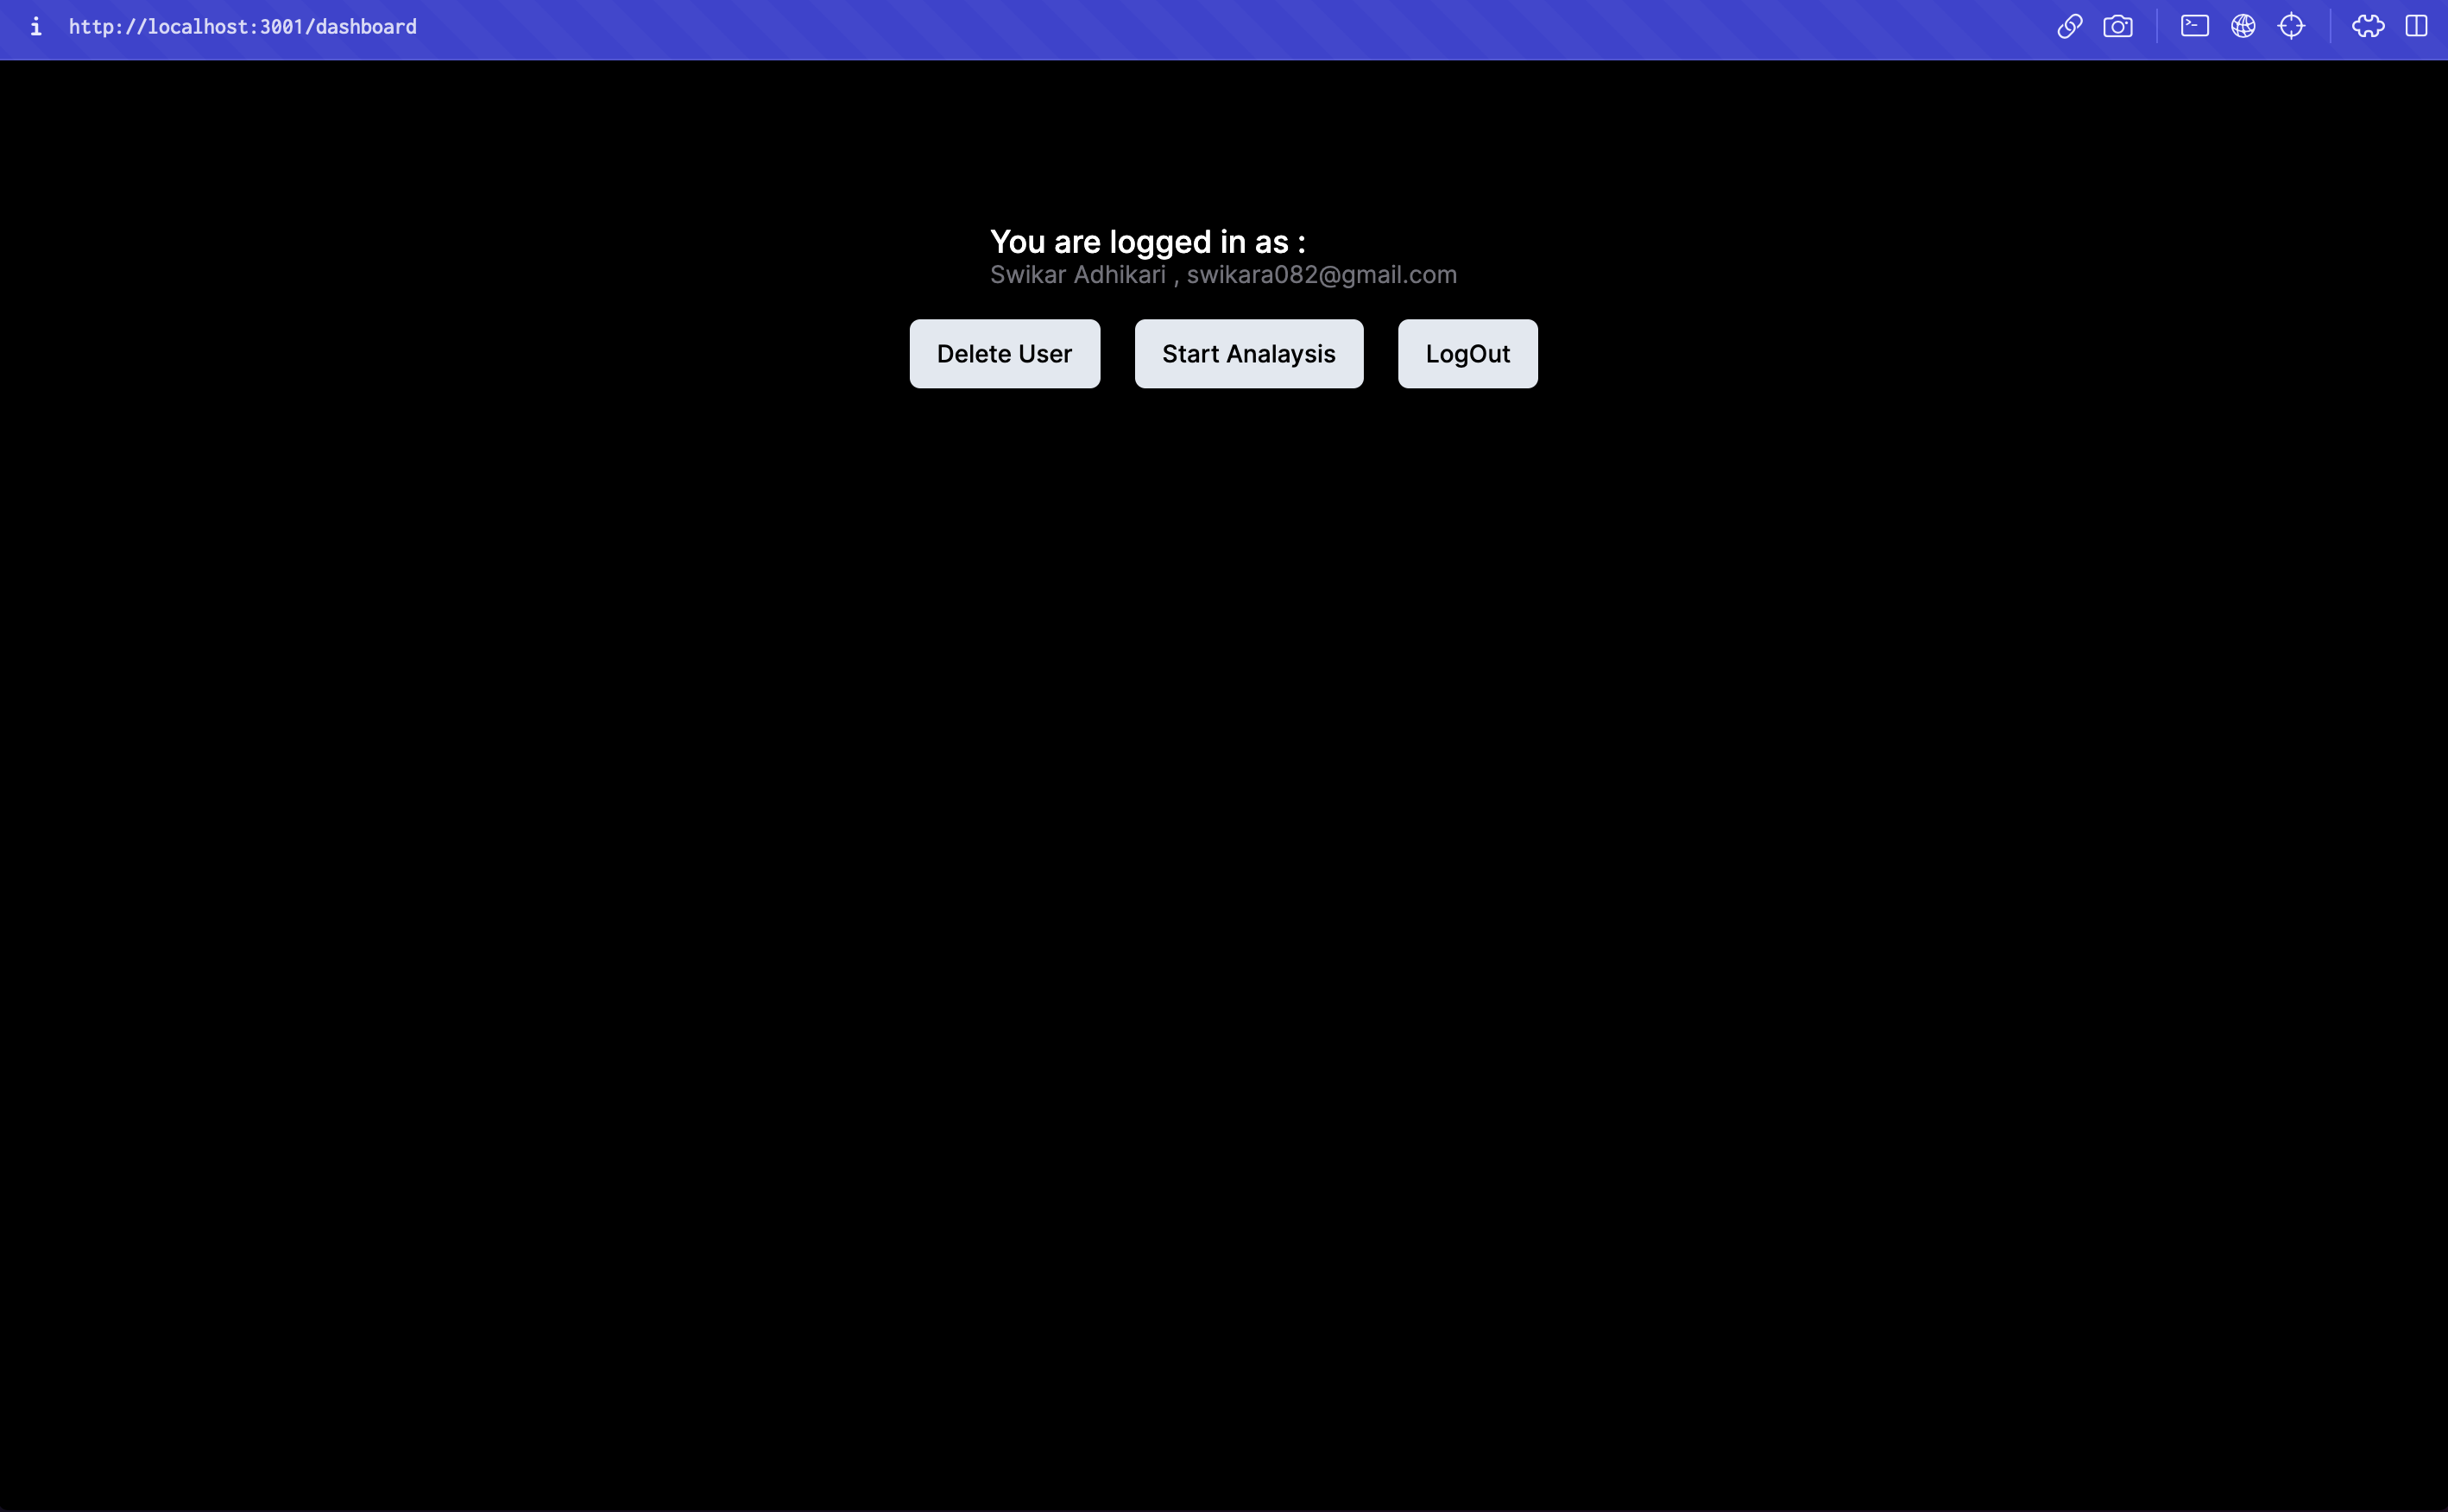 http://localhost:3001/dashboard
You are logged in as :
Swikar Adhikari , swikara082@gmail.com
Delete User
Start Analaysis
LogOut